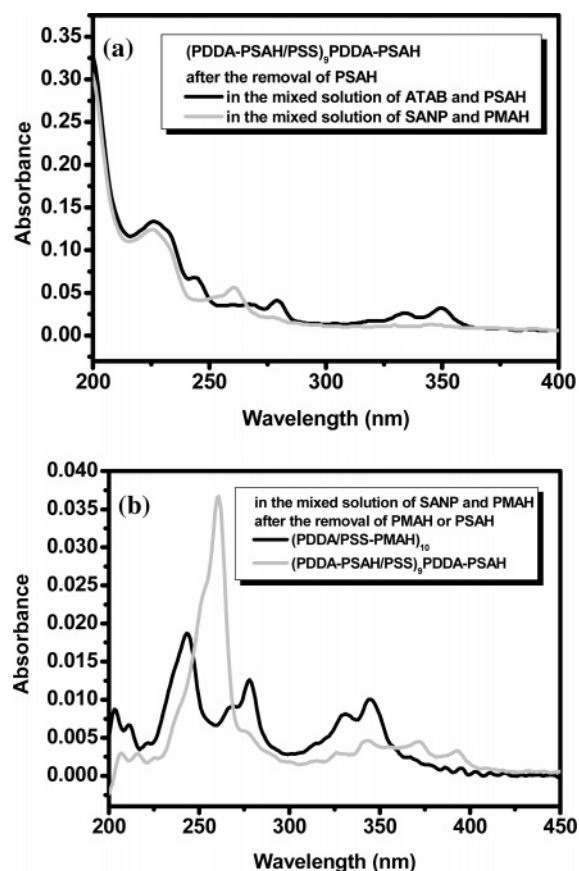 (a)
(PDDA-PSAH/PSS)₉PDDA-PSAH
after the removal of PSAH
in the mixed solution of ATAB and PSAH
in the mixed solution of SANP and PMAH
Absorbance
0.35
0.30
0.25
0.20
0.15
0.10
0.05
0.00
200 250 300 350 400
Wavelength (nm)
(b)
in the mixed solution of SANP and PMAH
after the removal of PMAH or PSAH
(PDDA/PSS-PMAH)₁₀
(PDDA-PSAH/PSS)₉PDDA-PSAH
Absorbance
0.040
0.035
0.030
0.025
0.020
0.015
0.010
0.005
0.000
200 250 300 350 400 450
Wavelength (nm)